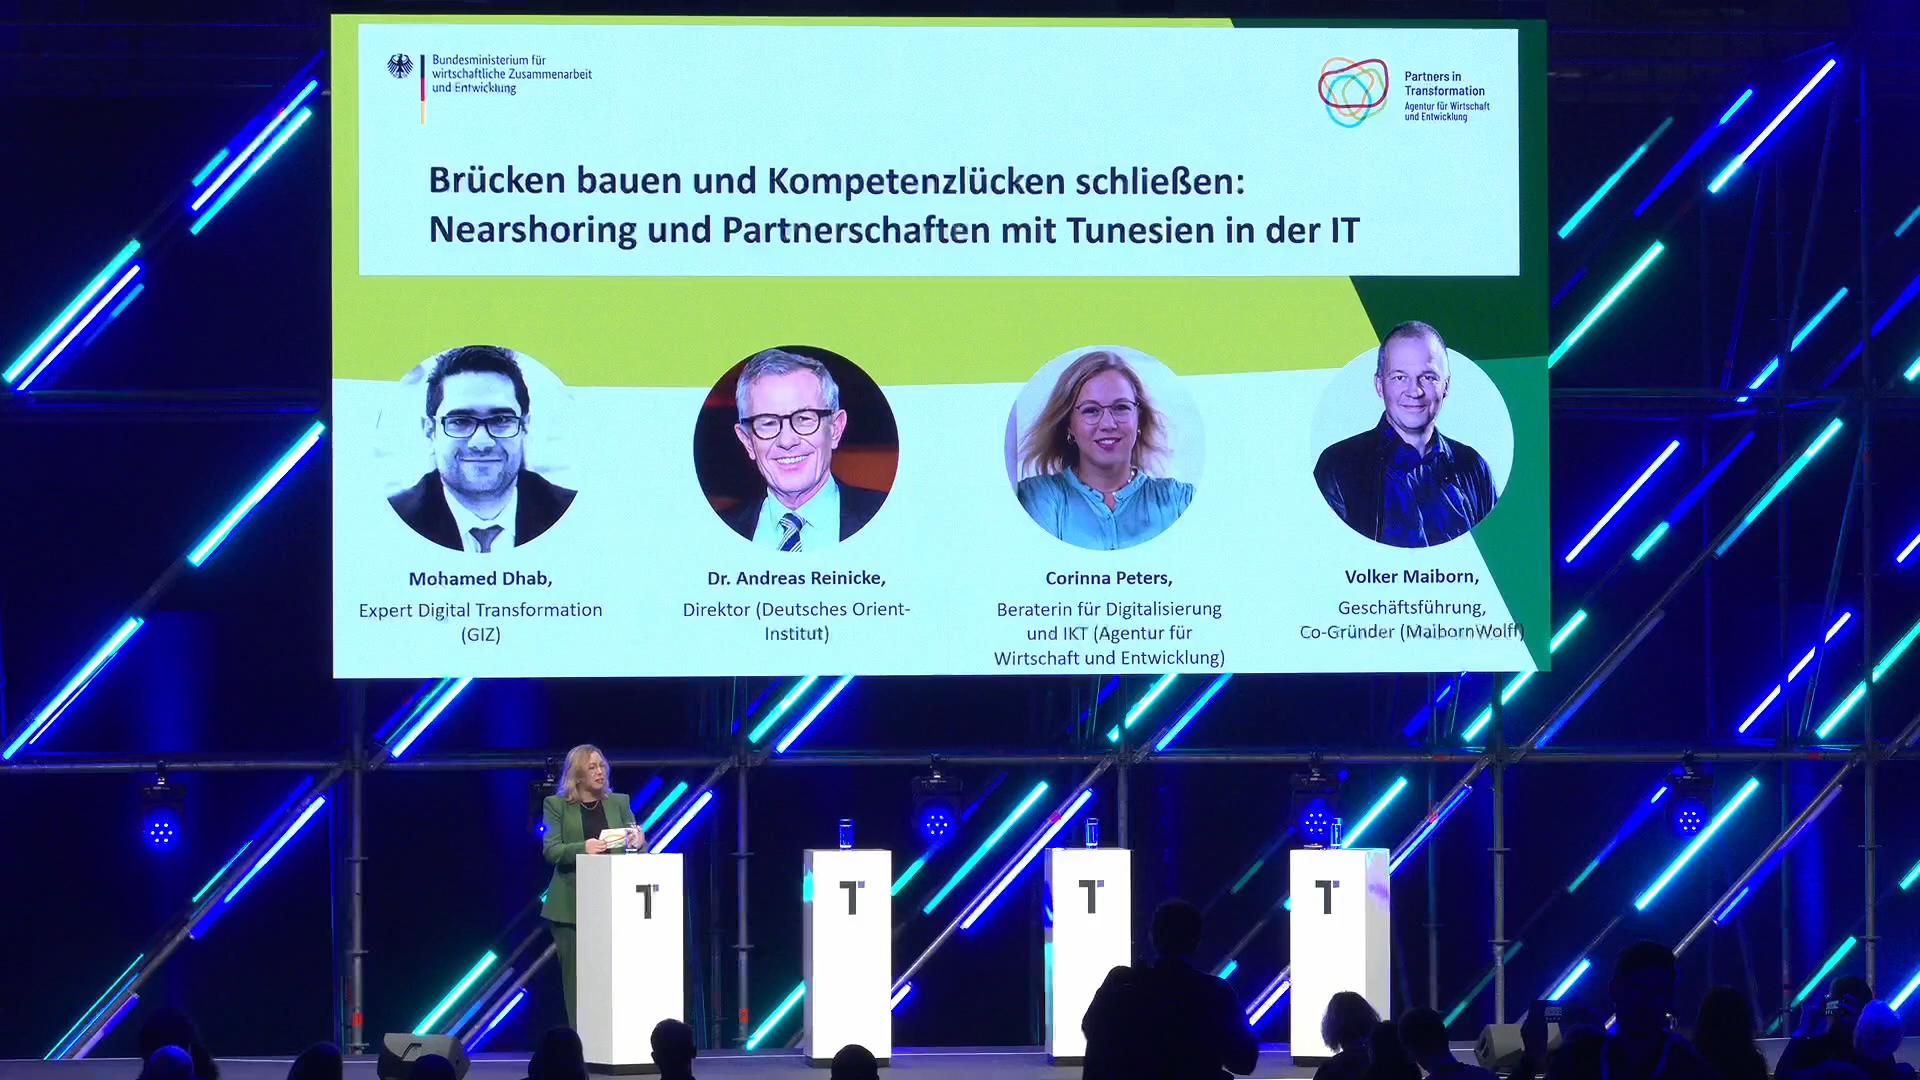 Bundesministerium für
wirtschaftliche Zusammenarbeit
und Entwicklung
Partners in
Transformation
Agentur für Wirtschaft
und Entwicklung
Brücken bauen und Kompetenzlücken schließen:
Nearshoring und Partnerschaften mit Tunesien in der IT
Mohamed Dhab,
Expert Digital Transformation
(GIZ)
Dr. Andreas Reinicke,
Direktor (Deutsches Orient-
Institut)
Corinna Peters,
Beraterin für Digitalisierung
und IKT (Agentur für
Wirtschaft und Entwicklung)
Volker Maiborn,
Geschäftsführung,
Co-Gründer (MaibornWolff)
T
T
T
T